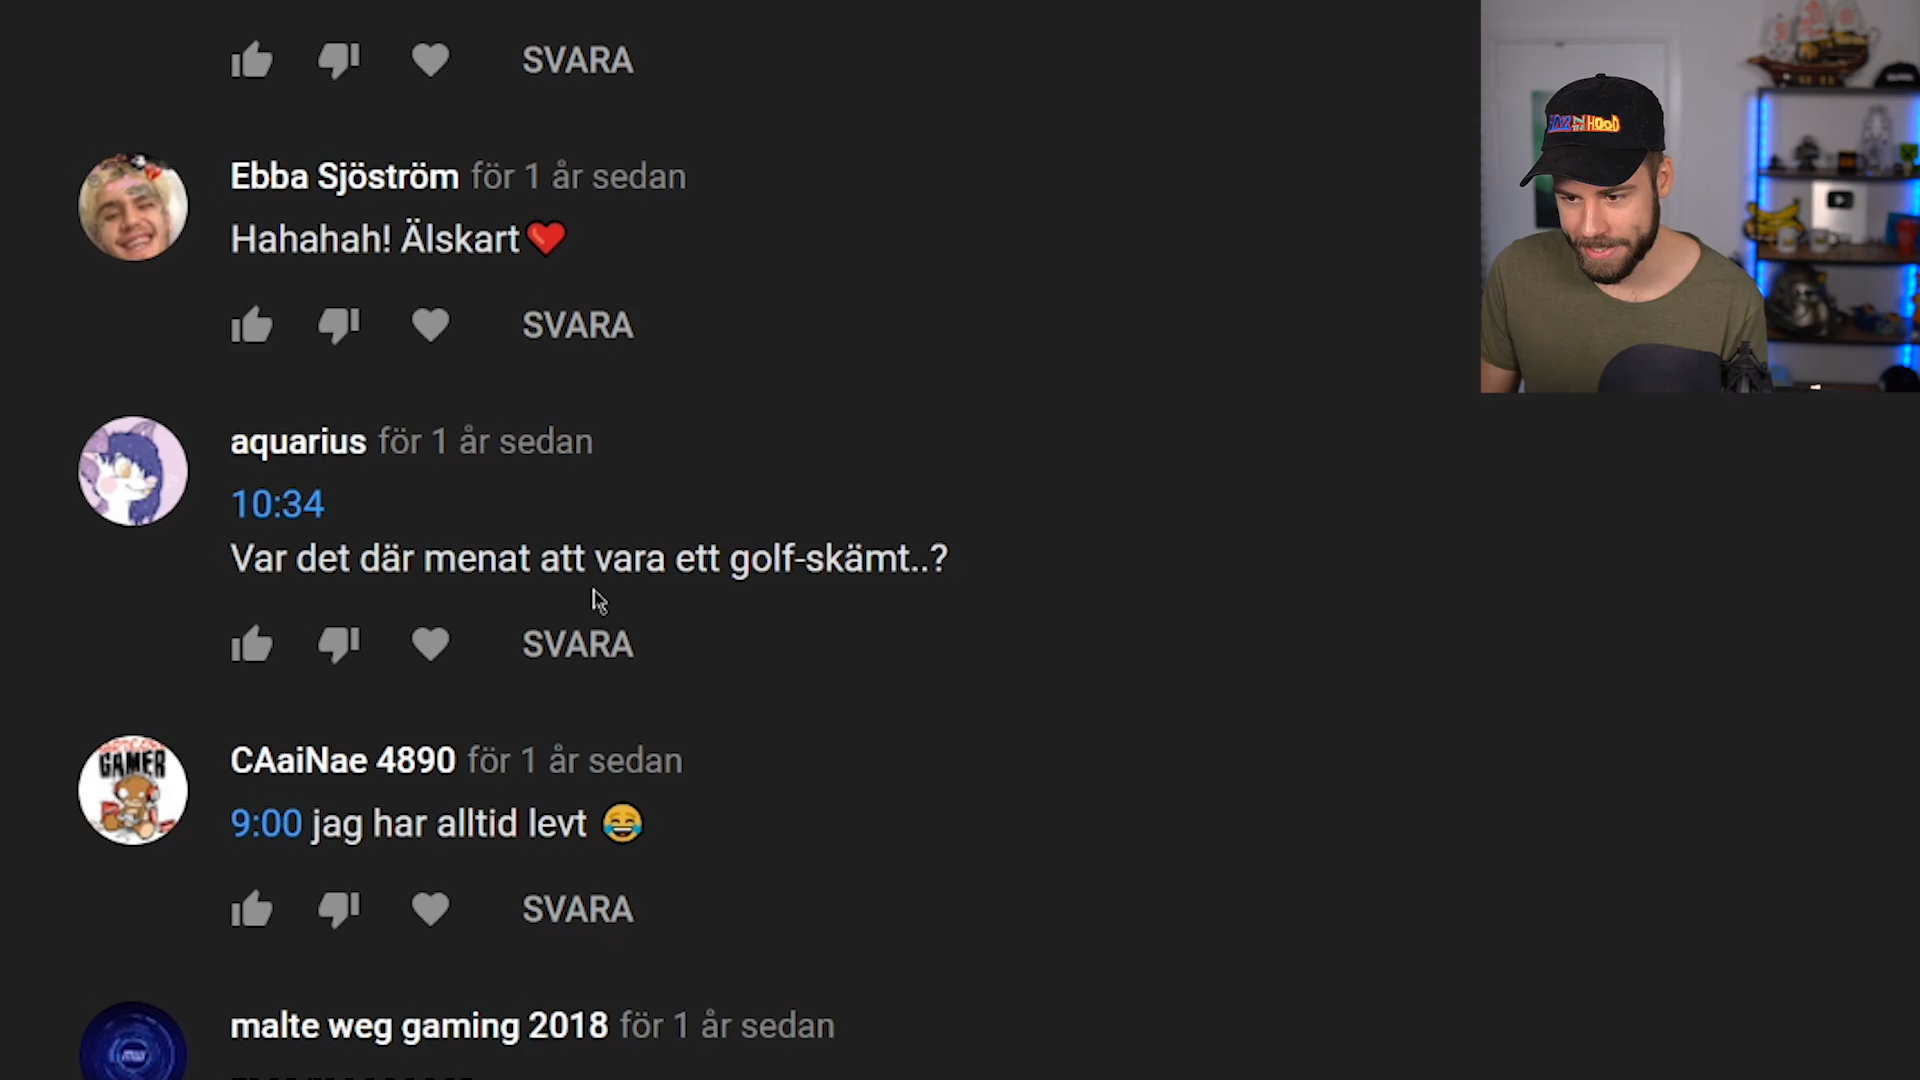 SVARA
Ebba Sjöström för 1 år sedan
Hahahah! Älskart❤️
SVARA
aquarius för 1 år sedan
10:34
Var det där menat att vara ett golf-skämt..?
SVARA
CAaiNae 4890 för 1 år sedan
GAMER
9:00 jag har alltid levt 😂
SVARA
malte weg gaming 2018 för 1 år sedan
HOOD